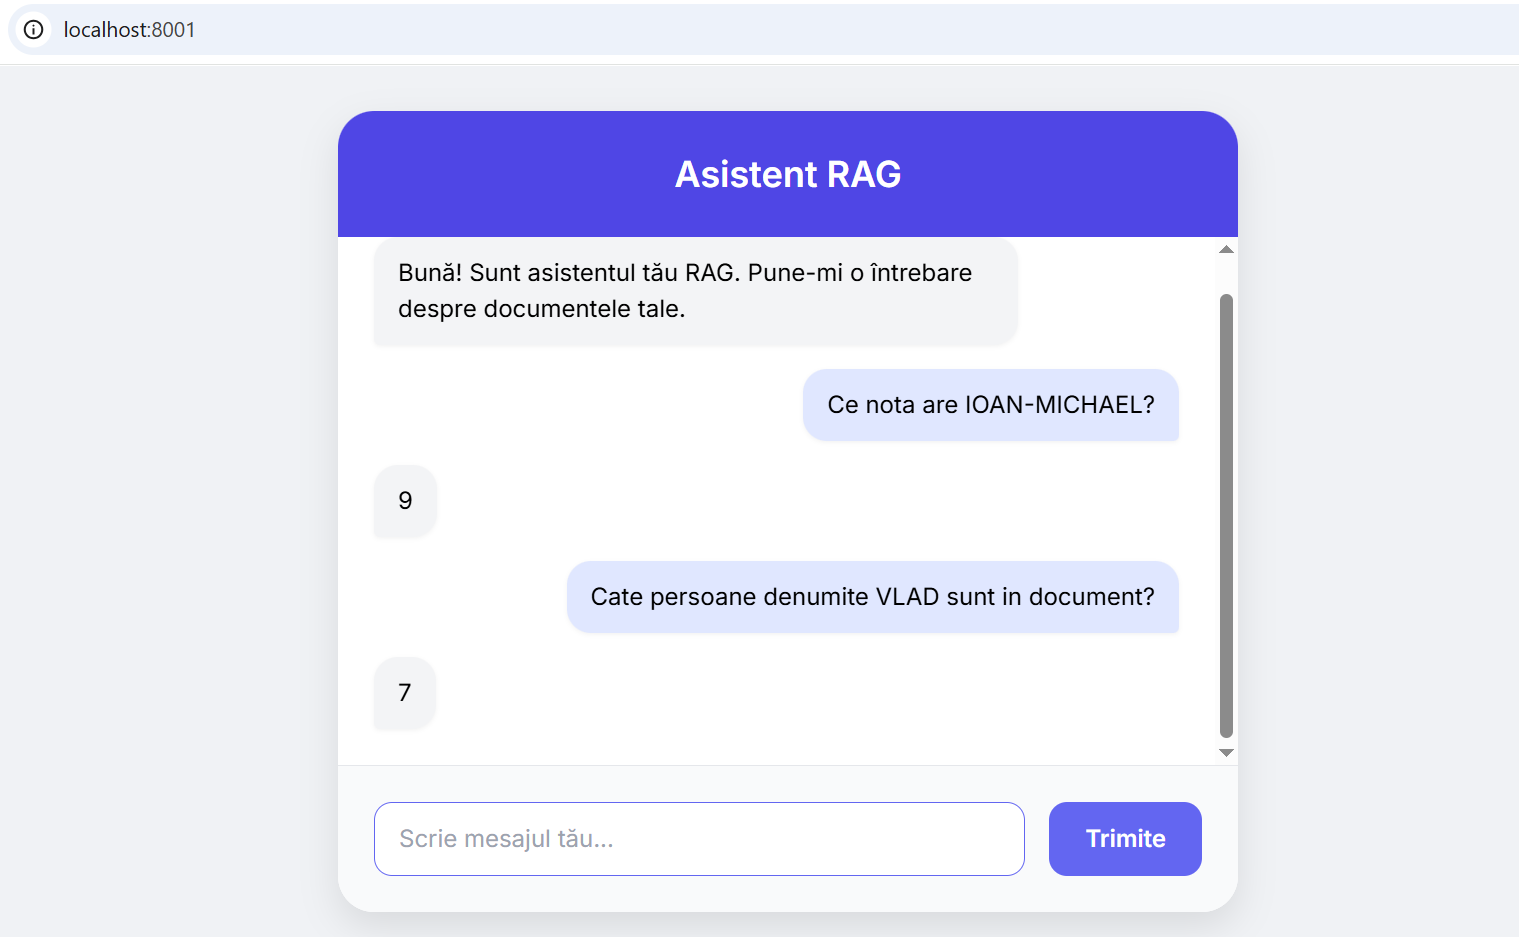 localhost:8001
Asistent RAG
Bună! Sunt asistentul tău RAG. Pune-mi o întrebare
despre documentele tale.
Ce nota are IOAN-MICHAEL?
9
Cate persoane denumite VLAD sunt in document?
7
Scrie mesajul tău...
Trimite